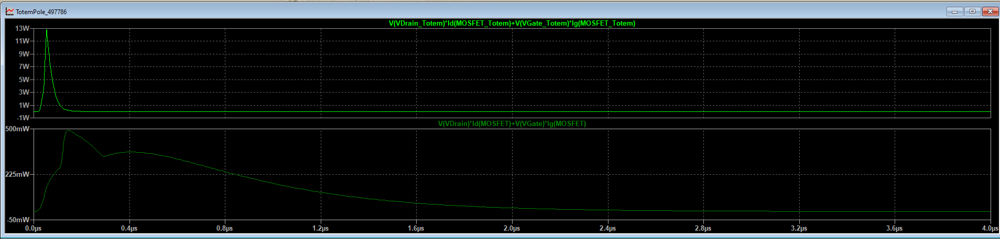 TotemPole_497786
V(VDrain_Totem)*Id(MOSFET_Totem)+V(VGate_Totem)*Ig(MOSFET_Totem)
13W
11W
9W
7W
5W
3W
1W
-1W
V(VDrain)*Id(MOSFET)+V(VGate)*Ig(MOSFET)
500mW
225mW
-50mW
0.0µs 0.4µs 0.8µs 1.2µs 1.6µs 2.0µs 2.4µs 2.8µs 3.2µs 3.6µs 4.0µs